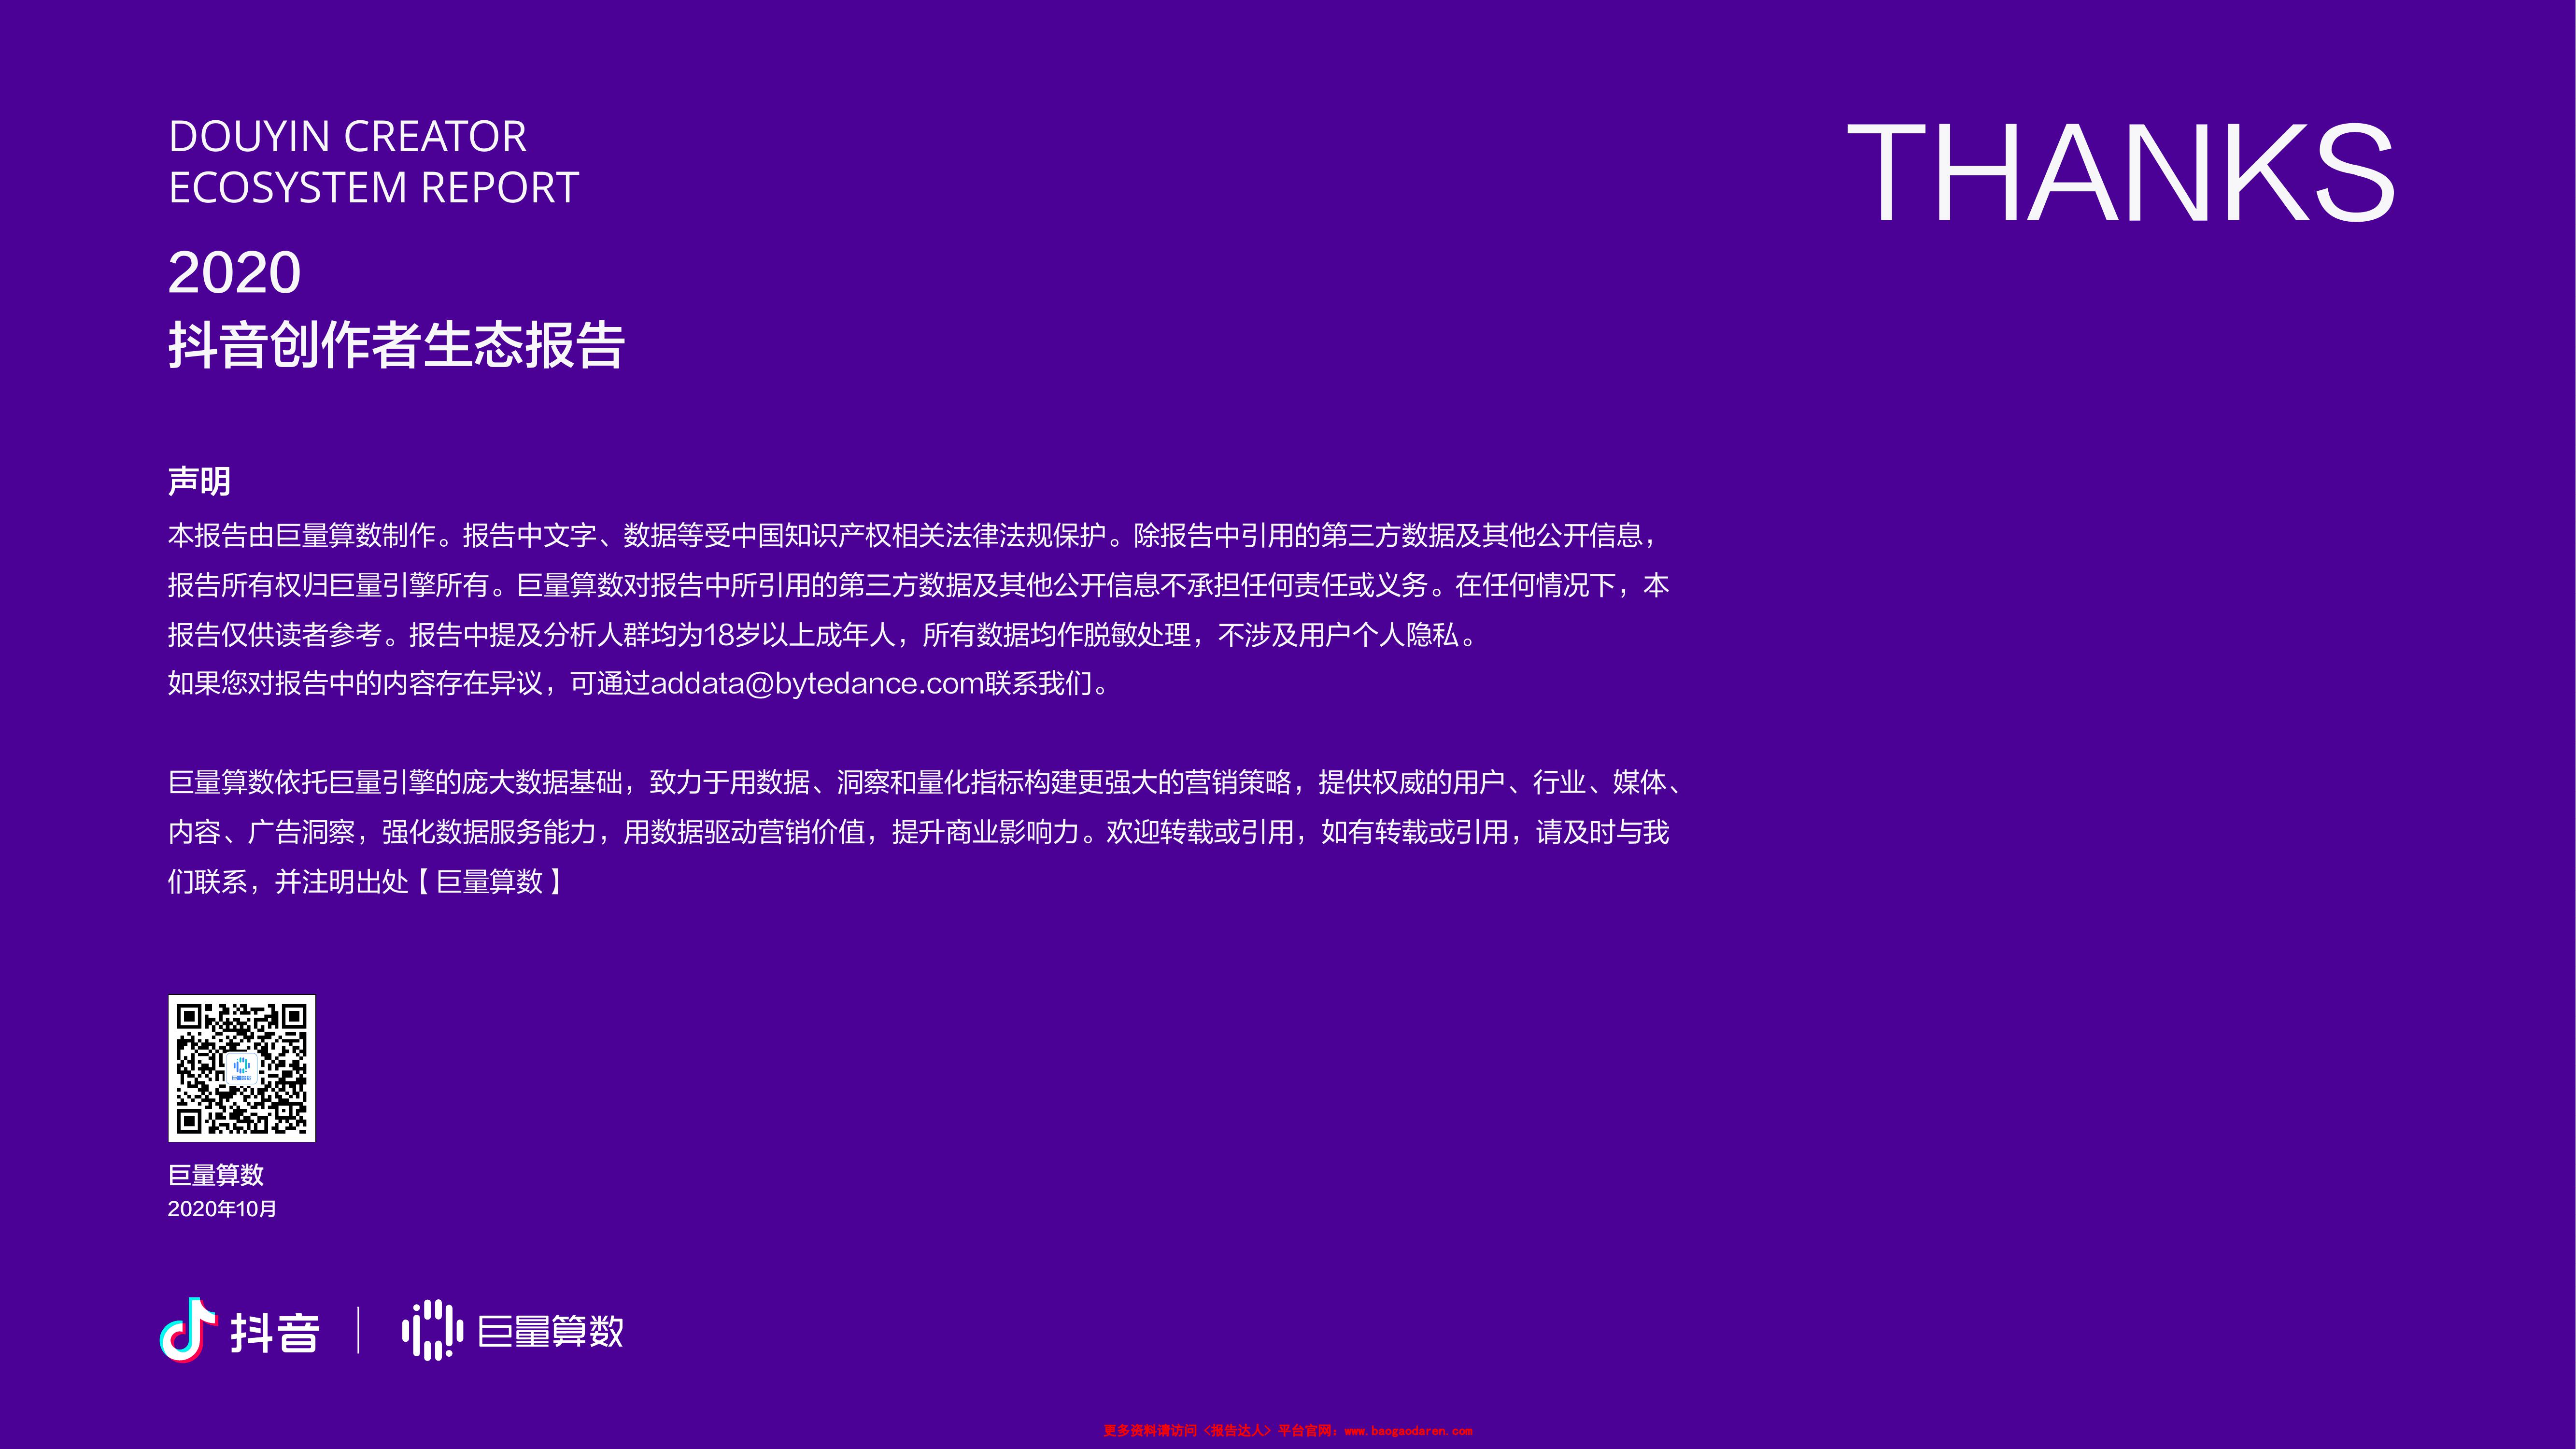 DOUYIN CREATOR
ECOSYSTEM REPORT
THANKS
2020
抖音创作者生态报告
声明
本报告由巨量算数制作。报告中文字、数据等受中国知识产权相关法律法规保护。除报告中引用的第三方数据及其他公开信息，
报告所有权归巨量引擎所有。巨量算数对报告中所引用的第三方数据及其他公开信息不承担任何责任或义务。在任何情况下，本
报告仅供读者参考。报告中提及分析人群均为18岁以上成年人，所有数据均作脱敏处理，不涉及用户个人隐私。
如果您对报告中的内容存在异议，可通过addata@bytedance.com联系我们。
巨量算数依托巨量引擎的庞大数据基础，致力于用数据、洞察和量化指标构建更强大的营销策略，提供权威的用户、行业、媒体、
内容、广告洞察，强化数据服务能力，用数据驱动营销价值，提升商业影响力。欢迎转载或引用，如有转载或引用，请及时与我
们联系，并注明出处【巨量算数】
巨量算数
巨量算数
2020年10月
抖音 | 巨量算数
更多资料请访问<报告达人>平台官网：www.baogaodaren.com